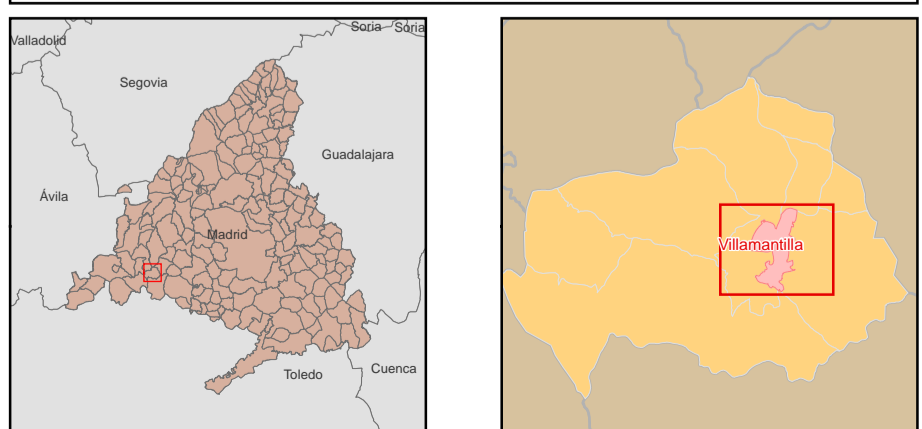 Soria Soria
Valladolid
Segovia
Guadalajara
Ávila
Madrid
Toledo
Cuenca
Villamantilla